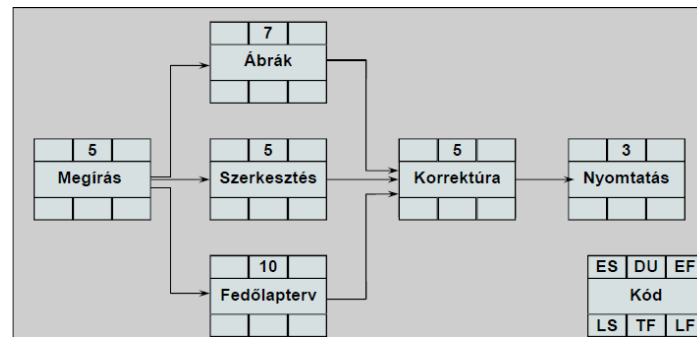 7
Ábrák
5
Megírás
5
Szerkesztés
5
Korrektúra
3
Nyomtatás
10
Fedőlapterv
ES DU EF
Kód
LS TF LF